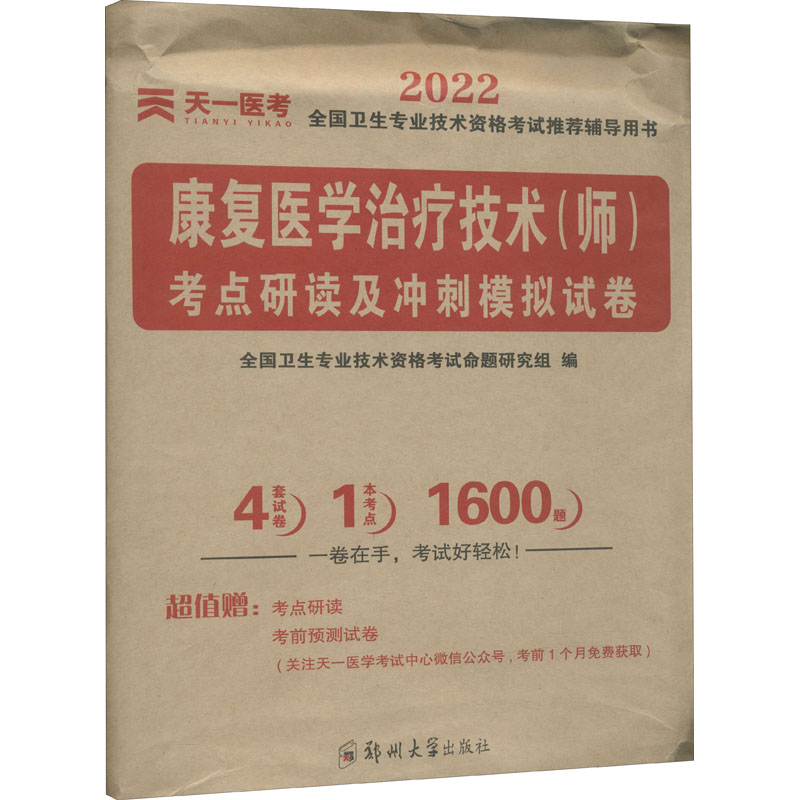 2022
天一医考
TIANYI YIKAO
全国卫生专业技术资格考试推荐辅导用书
康复医学治疗技术(师)
考点研读及冲刺模拟试卷
全国卫生专业技术资格考试命题研究组 编
4套试卷 1本考点 1600题
一卷在手，考试好轻松!
超值赠：考点研读
考前预测试卷
(关注天一医学考试中心微信公众号,考前1个月免费获取)
郑州大学出版社